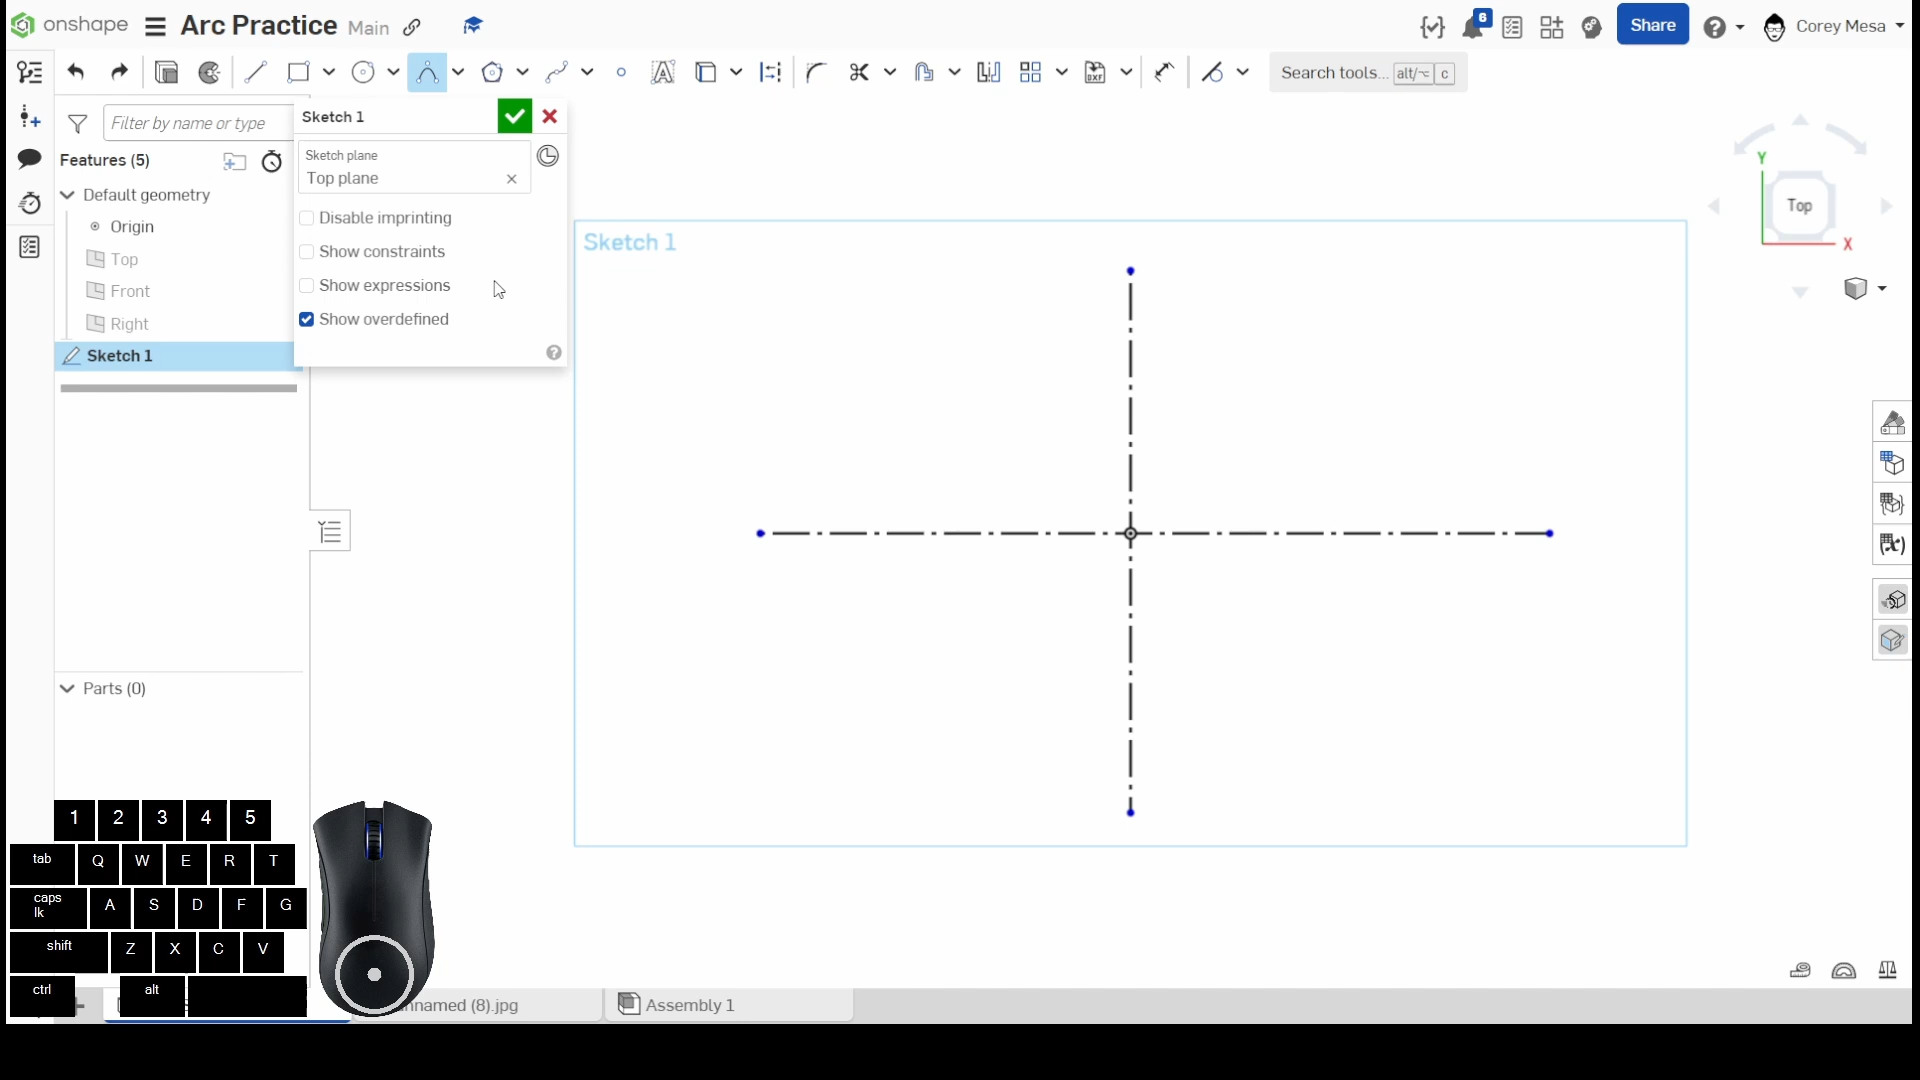 onshape Arc Practice Main
6 Share Corey Mesa
DXF Search tools... alt/⌥ c
Filter by name or type
Features (5)
Default geometry
Origin
Top
Front
Right
Sketch 1
Sketch 1
Sketch plane
Top plane
Disable imprinting
Show constraints
Show expressions
Show overdefined
Sketch 1
Y
Top
X
(x)
Parts (0)
1 2 3 4 5
tab Q W E R T
caps lk A S D F G
shift Z X C V
ctrl alt
nnamed (8).jpg
Assembly 1